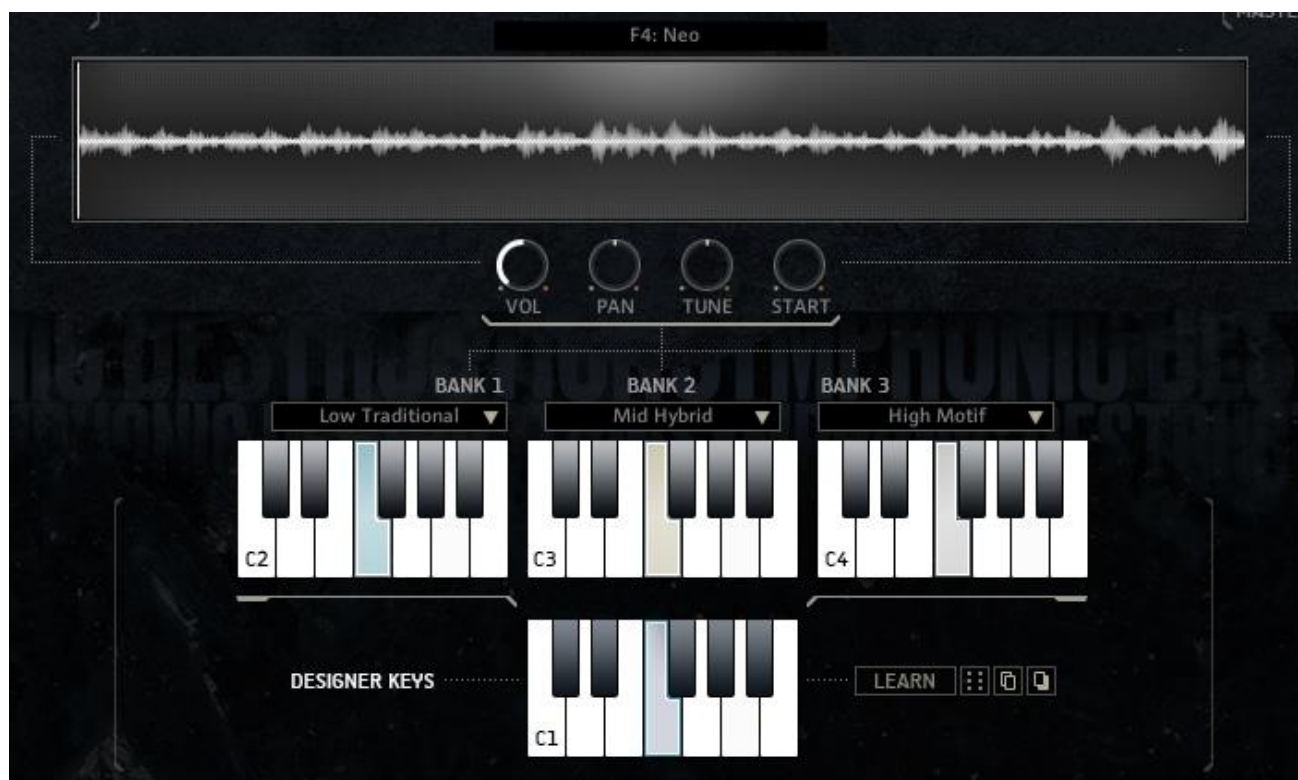 F4: Neo
VOL PAN TUNE START
BANK 1 BANK 2 BANK 3
Low Traditional Mid Hybrid High Motif
C2 C3 C4
DESIGNER KEYS LEARN
C1